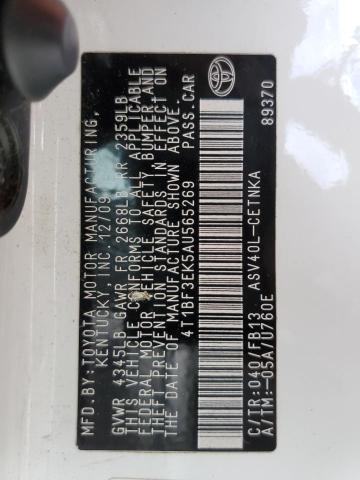 MFD.BY:TOYOTA MOTOR MANUFACTURING,
KENTUCKY,INC. 12/09
GVWR 4345LB GAWR FR 2668LB RR 2359LB
THIS VEHICLE CONFORMS TO ALL APPLICABLE
FEDERAL MOTOR VEHICLE SAFETY,BUMPER,AND
THEFT PREVENTION STANDARDS IN EFFECT ON
THE DATE OF MANUFACTURE SHOWN ABOVE.
4T1BF3EK5AU565269 PASS.CAR
C/TR:040/FB13 ASV40L-CETNKA
A/TM:-05A/U760E 89370